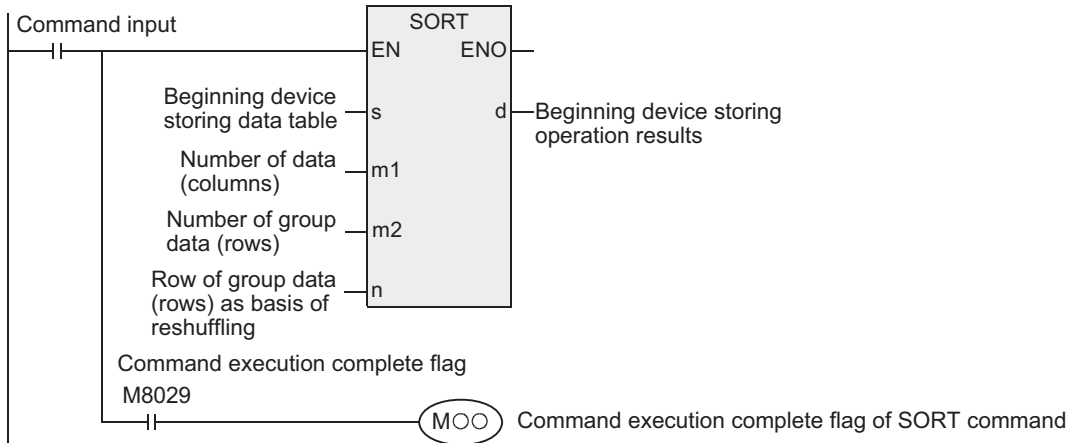 Command input
SORT
EN
ENO
Beginning device
storing data table
s
d
Beginning device storing
operation results
Number of data
(columns)
m1
Number of group
data (rows)
m2
Row of group data
(rows) as basis of
reshuffling
n
Command execution complete flag
M8029
M○○
Command execution complete flag of SORT command